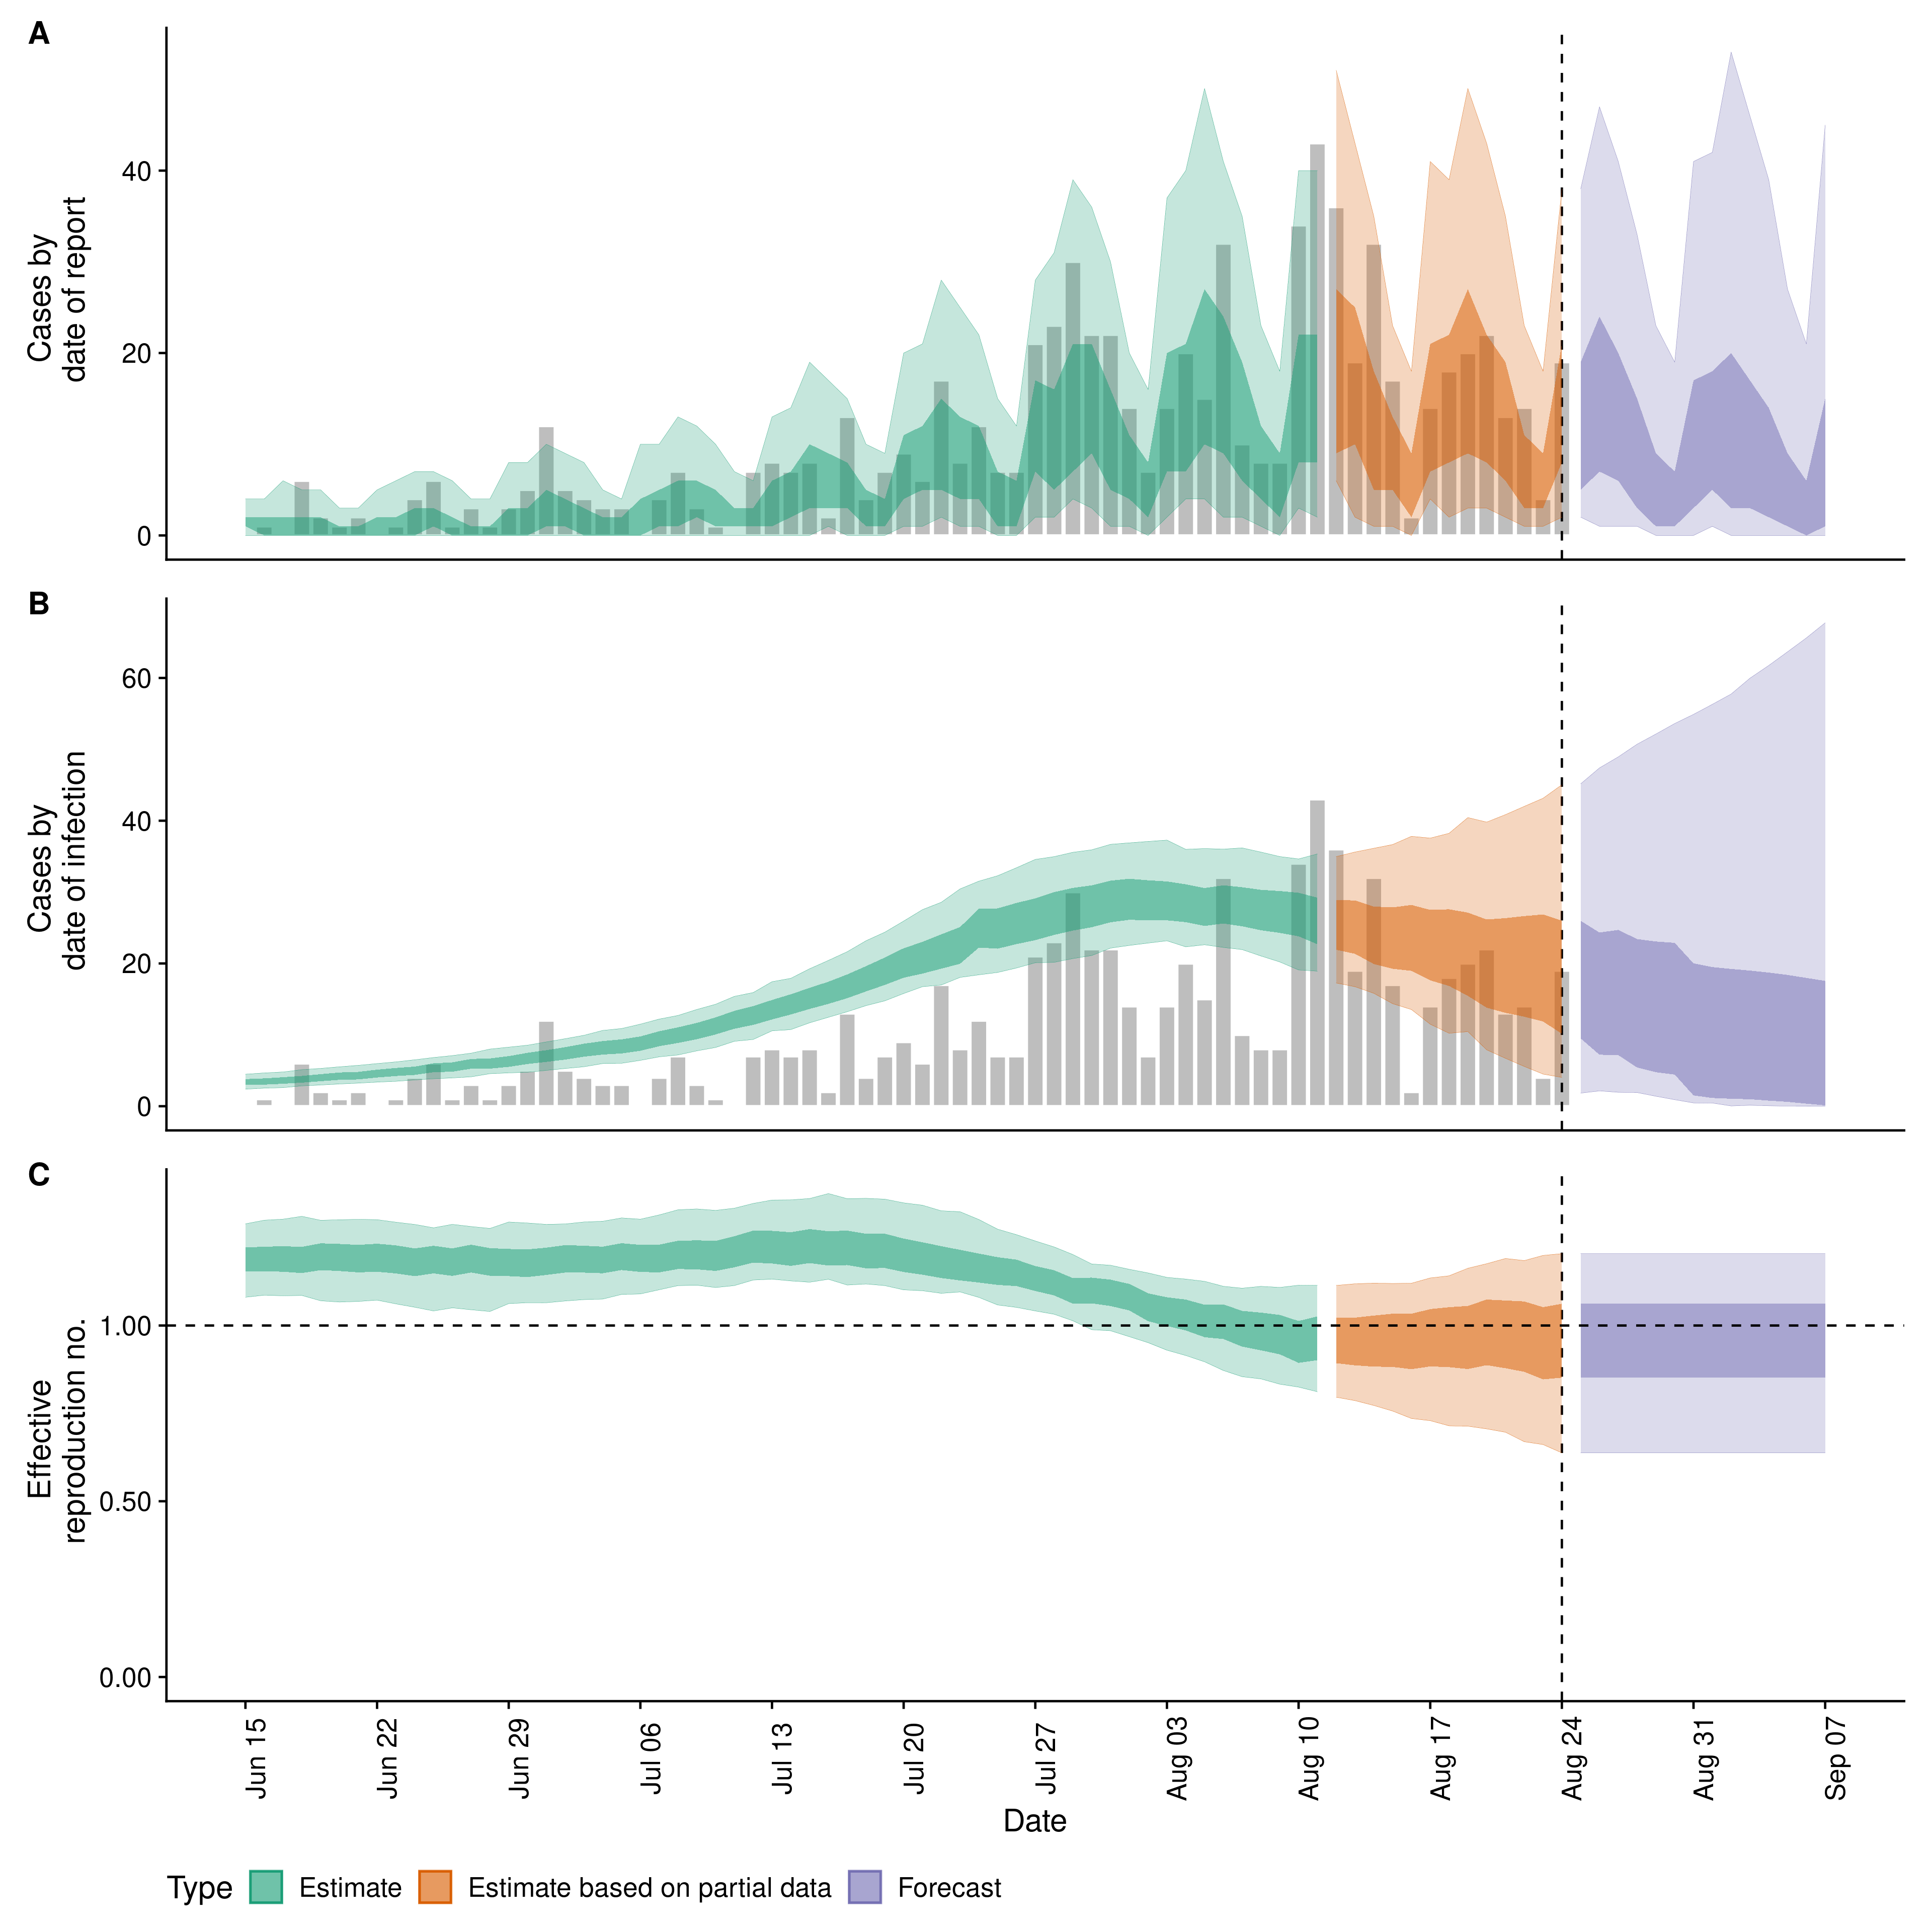 A
Cases by
date of report
40
20
0
B
Cases by
date of infection
60
40
20
0
C
Effective
reproduction no.
1.00
0.50
0.00
Jun 15
Jun 22
Jun 29
Jul 06
Jul 13
Jul 20
Jul 27
Aug 03
Aug 10
Aug 17
Aug 24
Aug 31
Sep 07
Date
Type Estimate Estimate based on partial data Forecast